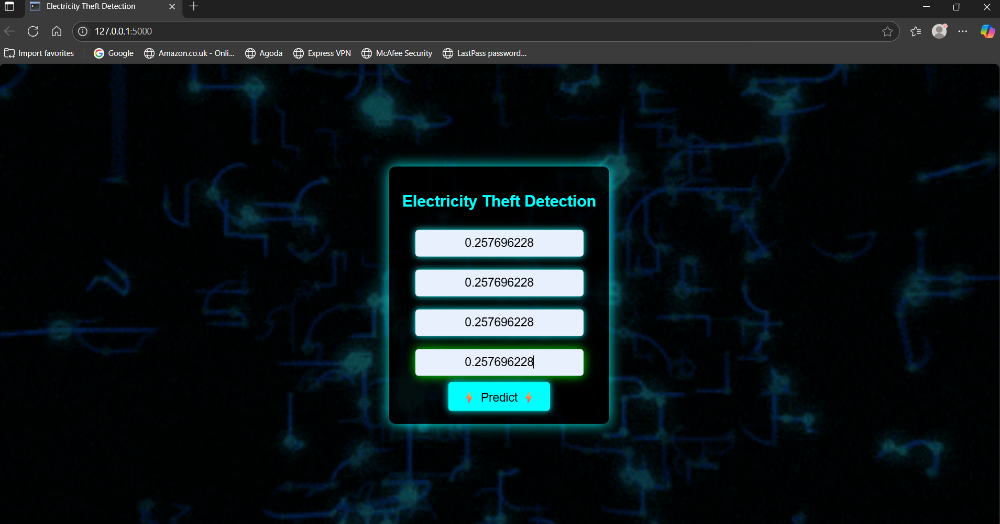 Electricity Theft Detection
127.0.0.1:5000
Import favorites Google Amazon.co.uk - Onli... Agoda Express VPN McAfee Security LastPass password...
Electricity Theft Detection
0.257696228
0.257696228
0.257696228
0.257696228
⚡ Predict ⚡